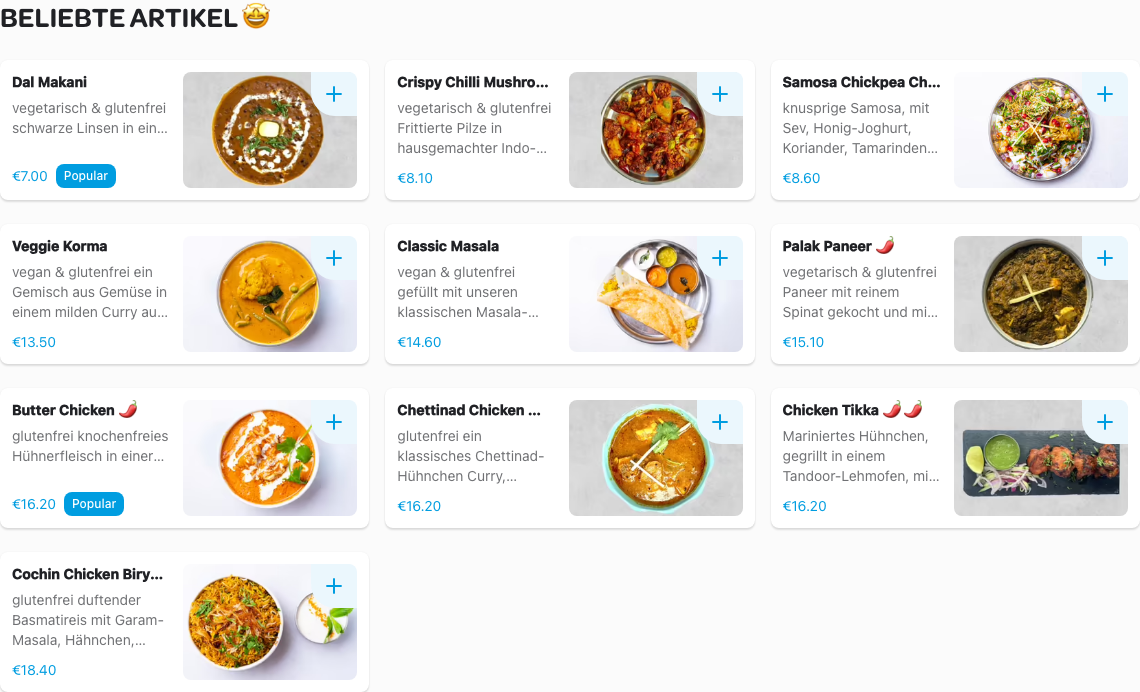 BELIEBTE ARTIKEL 🤩
Dal Makani
vegetarisch & glutenfrei
schwarze Linsen in ein...
€7.00 Popular
Crispy Chilli Mushro...
vegetarisch & glutenfrei
Frittierte Pilze in
hausgemachter Indo-...
€8.10
Samosa Chickpea Ch...
knusprige Samosa, mit
Sev, Honig-Joghurt,
Koriander, Tamarinden...
€8.60
Veggie Korma
vegan & glutenfrei ein
Gemisch aus Gemüse in
einem milden Curry au...
€13.50
Classic Masala
vegan & glutenfrei
gefüllt mit unseren
klassischen Masala-...
€14.60
Palak Paneer 🌶️
vegetarisch & glutenfrei
Paneer mit reinem
Spinat gekocht und mi...
€15.10
Butter Chicken 🌶️
glutenfrei knochenfreies
Hühnerfleisch in einer...
€16.20 Popular
Chettinad Chicken ...
glutenfrei ein
klassisches Chettinad-
Hühnchen Curry,...
€16.20
Chicken Tikka 🌶️🌶️
Mariniertes Hühnchen,
gegrillt in einem
Tandoor-Lehmofen, mi...
€16.20
Cochin Chicken Biry...
glutenfrei duftender
Basmatireis mit Garam-
Masala, Hähnchen,...
€18.40